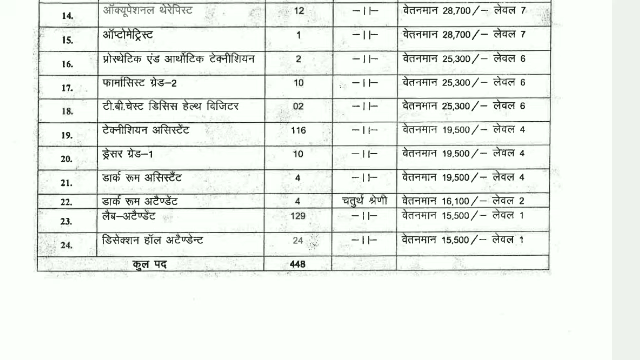 14. ऑक्यूपेशनल थेरेपिस्ट 12 –||– वेतनमान 28,700/– लेवल 7
15. ऑप्टोमेट्रिस्ट 1 –||– वेतनमान 28,700/– लेवल 7
16. प्रोस्थेटिक एंड आर्थोटिक टेक्नीशियन 2 –||– वेतनमान 25,300/– लेवल 6
17. फार्मासिस्ट ग्रेड–2 10 –||– वेतनमान 25,300/– लेवल 6
18. टी.बी.चेस्ट डिसिस हेल्थ विजिटर 02 –||– वेतनमान 25,300/– लेवल 6
19. टेक्नीशियन असिस्टेंट 116 –||– वेतनमान 19,500/– लेवल 4
20. ड्रेसर ग्रेड–1 10 –||– वेतनमान 19,500/– लेवल 4
21. डार्क रूम असिस्टैंट 4 –||– वेतनमान 19,500/– लेवल 4
22. डार्क रूम अटैण्डेंट 4 चतुर्थ श्रेणी वेतनमान 16,100/– लेवल 2
23. लैब–अटैण्डेंट 129 –||– वेतनमान 15,500/– लेवल 1
24. डिसेक्शन हॉल अटैण्डेन्ट 24 –||– वेतनमान 15,500/– लेवल 1
कुल पद 448